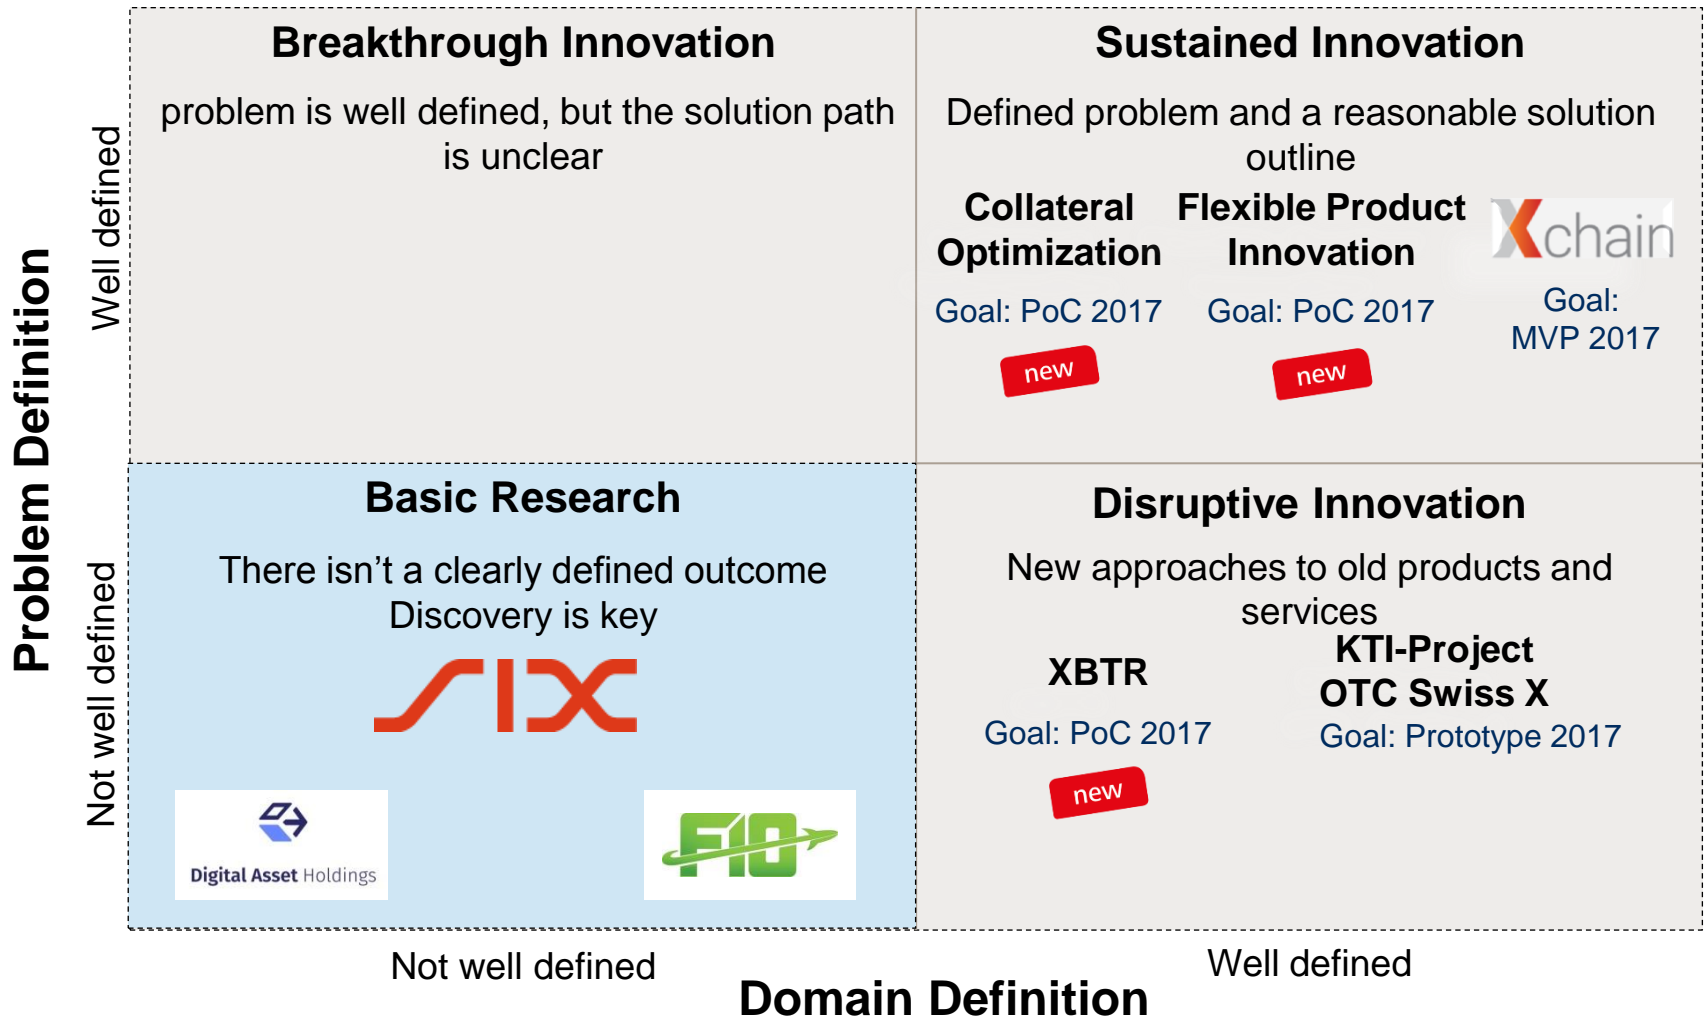 Breakthrough Innovation
problem is well defined, but the solution path
is unclear
Sustained Innovation
Defined problem and a reasonable solution
outline
Collateral
Optimization
Goal: PoC 2017
new
Flexible Product
Innovation
Goal: PoC 2017
new
Xchain
Goal:
MVP 2017
Basic Research
There isn’t a clearly defined outcome
Discovery is key
SIX
Digital Asset Holdings
F10
Disruptive Innovation
New approaches to old products and
services
XBTR
Goal: PoC 2017
new
KTI-Project
OTC Swiss X
Goal: Prototype 2017
Problem Definition
Well defined
Not well defined
Not well defined
Well defined
Domain Definition